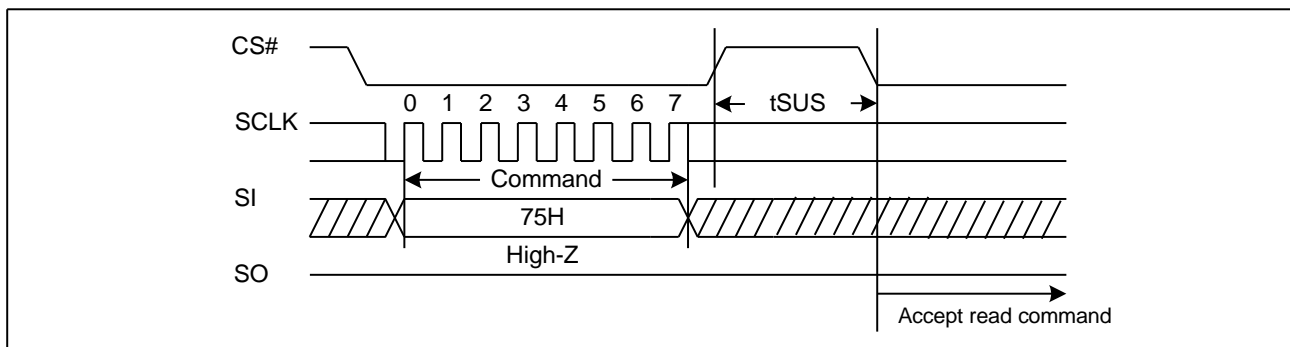 CS#
0 1 2 3 4 5 6 7
tSUS
SCLK
Command
SI
75H
High-Z
SO
Accept read command